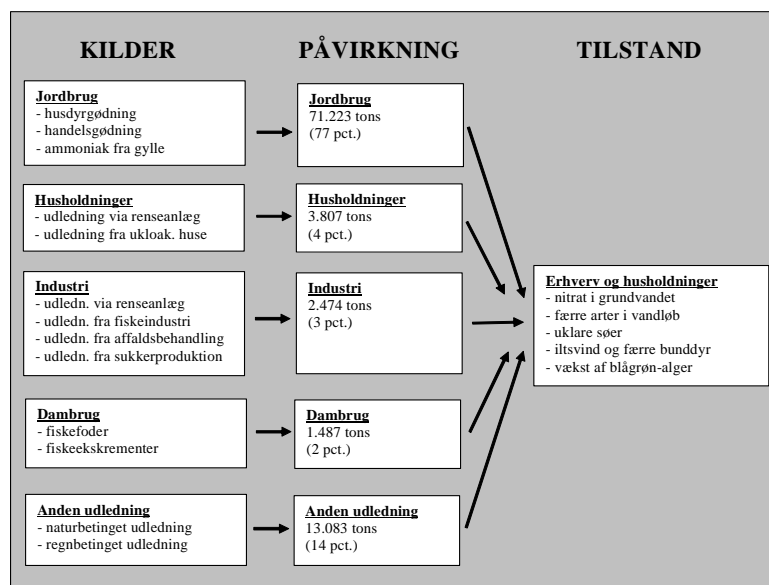 KILDER
PÅVIRKNING
TILSTAND
Jordbrug
- husdyrgødning
- handelsgødning
- ammoniak fra gylle
Jordbrug
71.223 tons
(77 pct.)
Husholdninger
- udledning via renseanlæg
- udledning fra ukloak. huse
Husholdninger
3.807 tons
(4 pct.)
Industri
- udledn. via renseanlæg
- udledn. fra fiskeindustri
- udledn. fra affaldsbehandling
- udledn. fra sukkerproduktion
Industri
2.474 tons
(3 pct.)
Dambrug
- fiskefoder
- fiskeekskrementer
Dambrug
1.487 tons
(2 pct.)
Anden udledning
- naturbetinget udledning
- regnbetinget udledning
Anden udledning
13.083 tons
(14 pct.)
Erhverv og husholdninger
- nitrat i grundvandet
- færre arter i vandløb
- uklare søer
- iltsvind og færre bunddyr
- vækst af blågrøn-alger